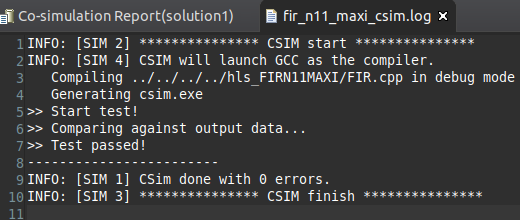 Co-simulation Report(solution1)
fir_n11_maxi_csim.log
1 INFO: [SIM 2] *************** CSIM start ***************
2 INFO: [SIM 4] CSIM will launch GCC as the compiler.
3    Compiling ../../../../hls_FIRN11MAXI/FIR.cpp in debug mode
4    Generating csim.exe
5 >> Start test!
6 >> Comparing against output data...
7 >> Test passed!
8 ------------------------
9 INFO: [SIM 1] CSim done with 0 errors.
10 INFO: [SIM 3] *************** CSIM finish ***************
11